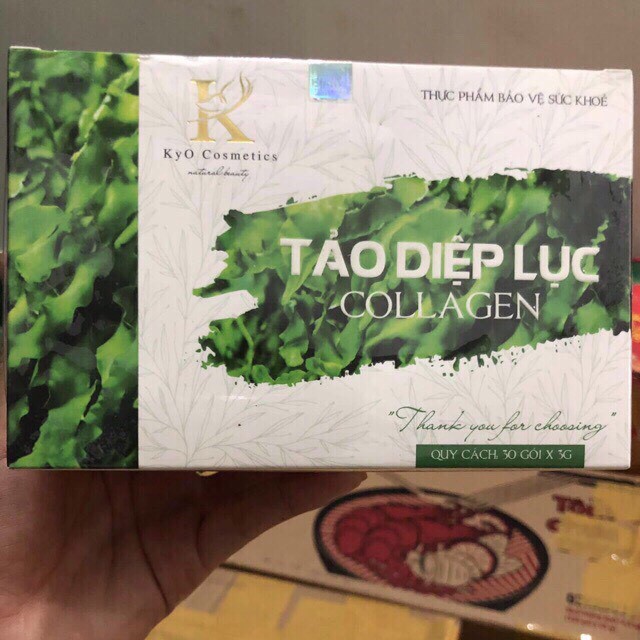 THỰC PHẨM BẢO VỆ SỨC KHOẺ
KyO Cosmetics
natural beauty
TẢO DIỆP LỤC
COLLAGEN
"Thank you for choosing"
QUY CÁCH: 30 GÓI X 3G